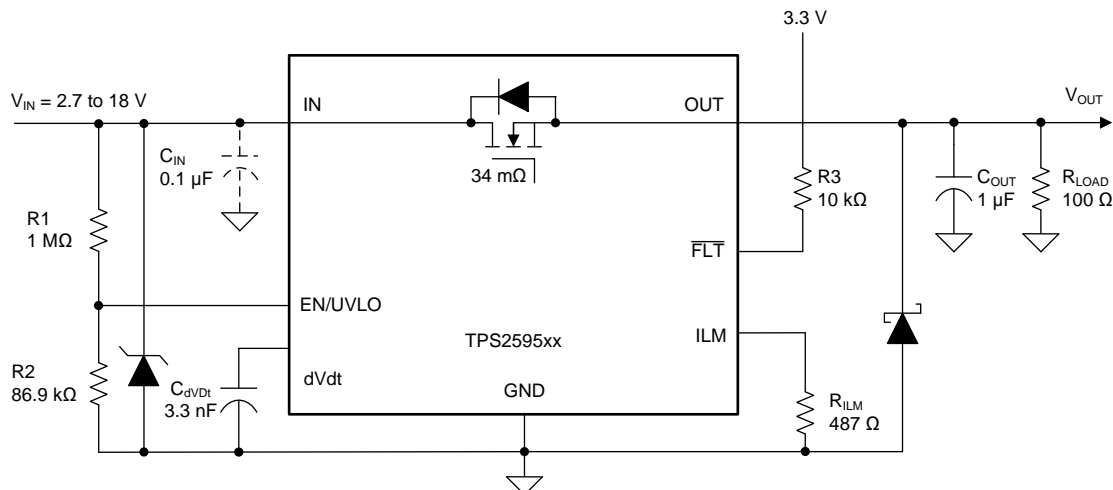 3.3 V
V_IN = 2.7 to 18 V
IN
OUT
V_OUT
C_IN
0.1 µF
34 mΩ
R3
10 kΩ
C_OUT
1 µF
R_LOAD
100 Ω
R1
1 MΩ
FLT
EN/UVLO
TPS2595xx
ILM
R2
86.9 kΩ
C_dVDt
3.3 nF
dVdt
GND
R_ILM
487 Ω